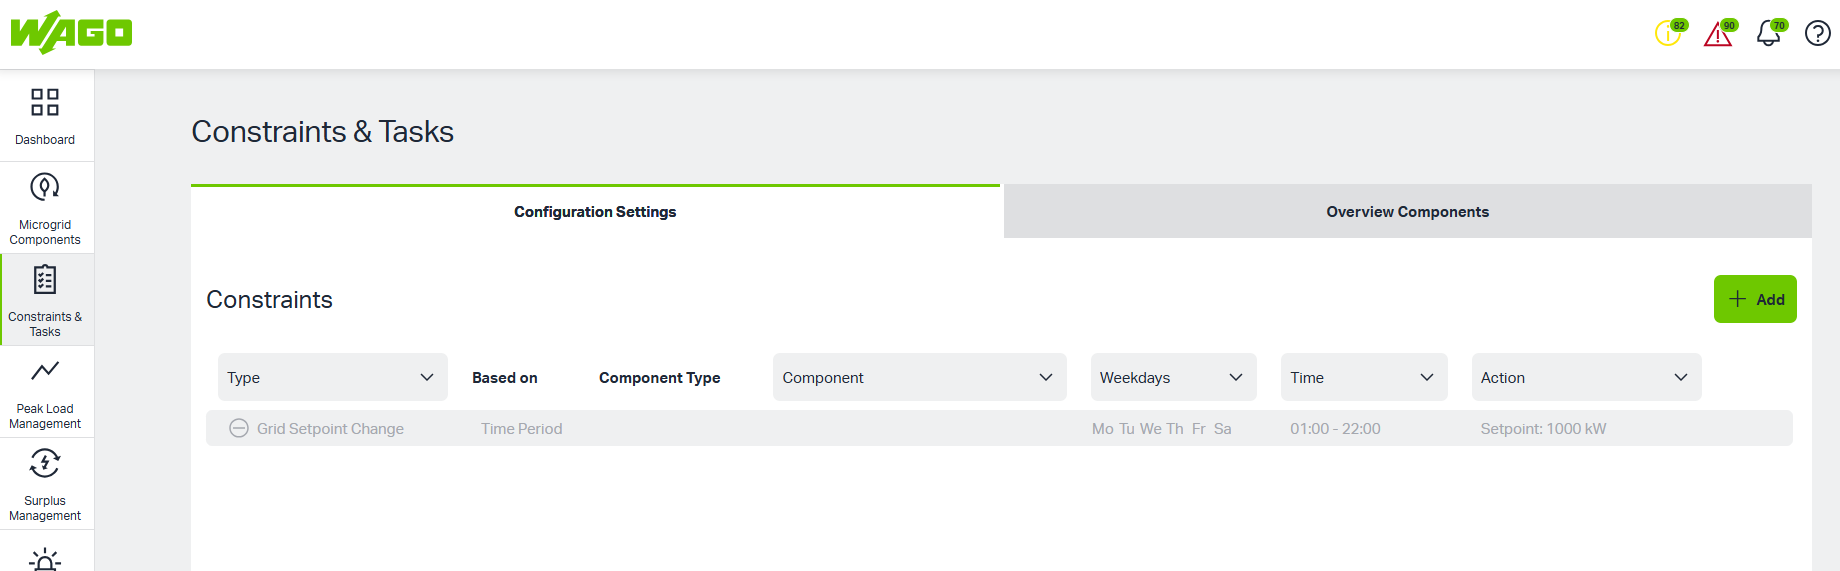 WAGO
82 90 70
Dashboard
Microgrid
Components
Constraints &
Tasks
Peak Load
Management
Surplus
Management
Constraints & Tasks
Configuration Settings Overview Components
Constraints
Add
Type Based on Component Type Component Weekdays Time Action
Grid Setpoint Change Time Period Mo Tu We Th Fr Sa 01:00 - 22:00 Setpoint: 1000 kW